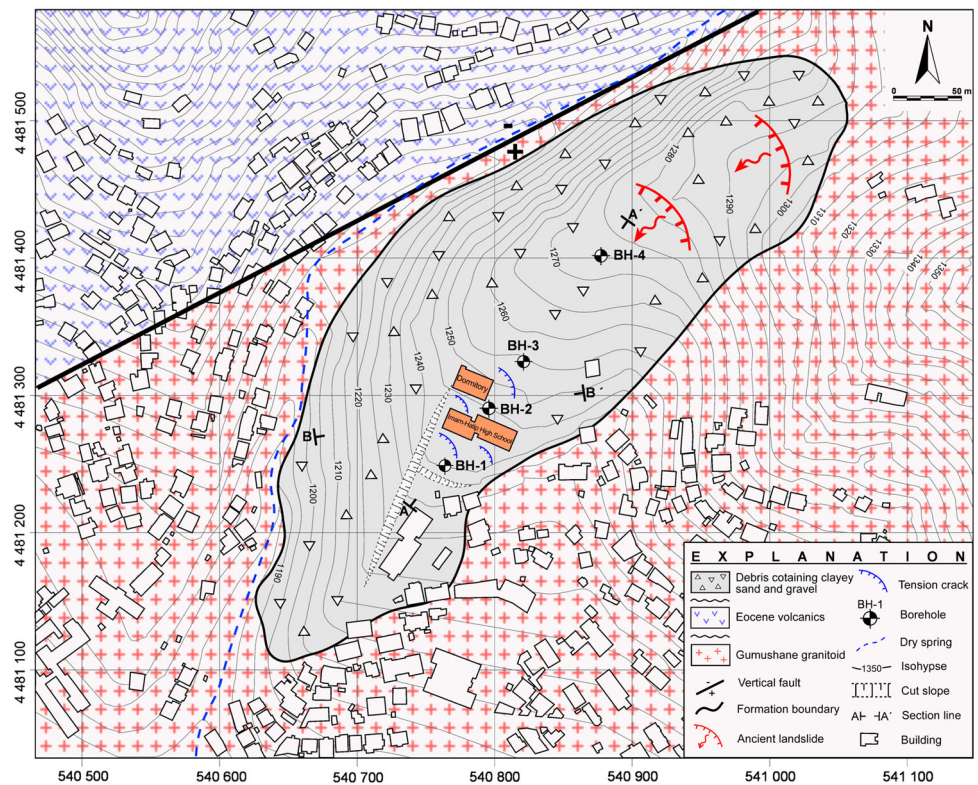 N
0 50 m
4 481 500
4 481 400
4 481 300
4 481 200
4 481 100
-
+
1280
1290
1300
1310
1320
1330
1340
1350
A´
BH-4
1270
1260
1250
1240
1230
1220
1210
1200
1190
BH-3
Dormitory
BH-2
Imam-Hatip High School
B´
B
BH-1
A
E X P L A N A T I O N
Debris cotaining clayey
sand and gravel
Eocene volcanics
Gumushane granitoid
-
+
Vertical fault
Formation boundary
Ancient landslide
Tension crack
BH-1
Borehole
Dry spring
1350
Isohypse
Cut slope
A A´
Section line
Building
540 500
540 600
540 700
540 800
540 900
541 000
541 100